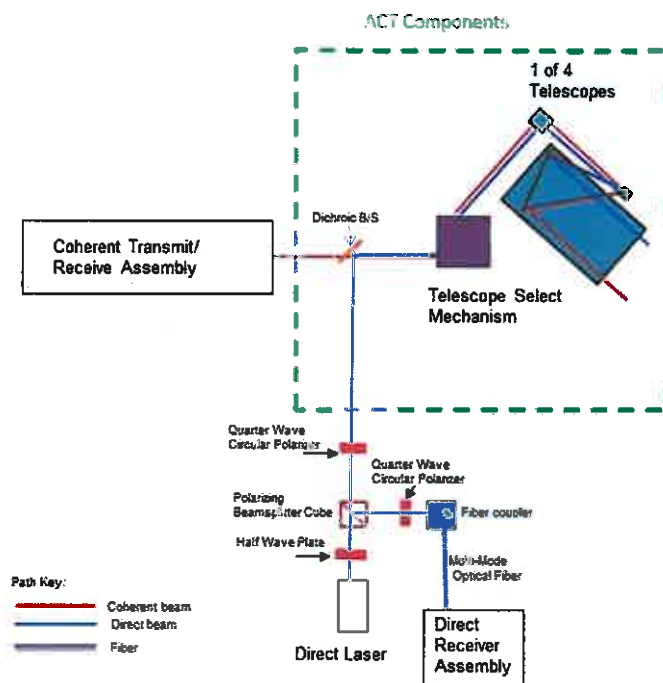 ACT Components
1 of 4
Telescopes
Dichroic B/S
Coherent Transmit/
Receive Assembly
Telescope Select
Mechanism
Quarter Wave
Circular Polarizer
Quarter Wave
Circular Polarizer
Polarizing
Beamsplitter Cube
Fiber coupler
Half Wave Plate
Multi-Mode
Optical Fiber
Path Key:
Coherent beam
Direct beam
Fiber
Direct Laser
Direct
Receiver
Assembly